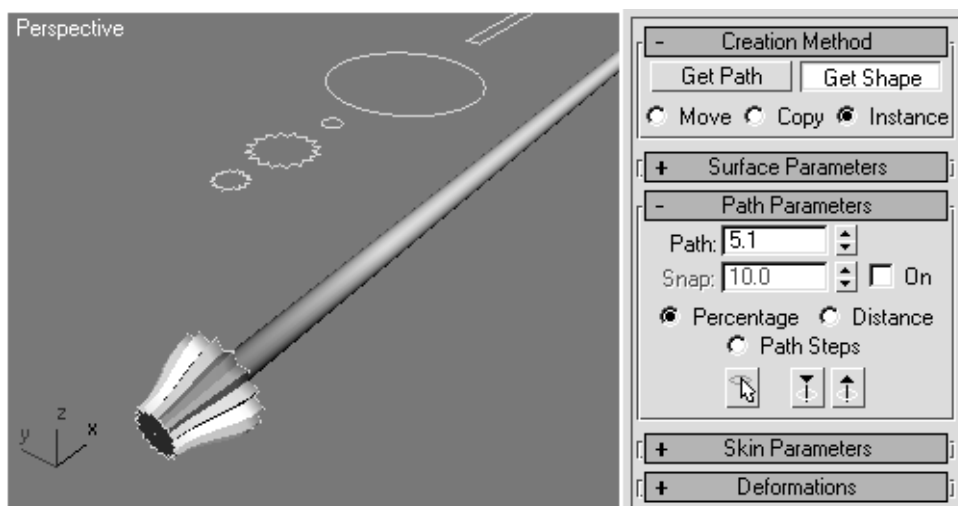 Perspective
z
y x
- Creation Method
Get Path Get Shape
Move Copy Instance
+ Surface Parameters
- Path Parameters
Path: 5.1
Snap: 10.0 On
Percentage Distance
Path Steps
+ Skin Parameters
+ Deformations